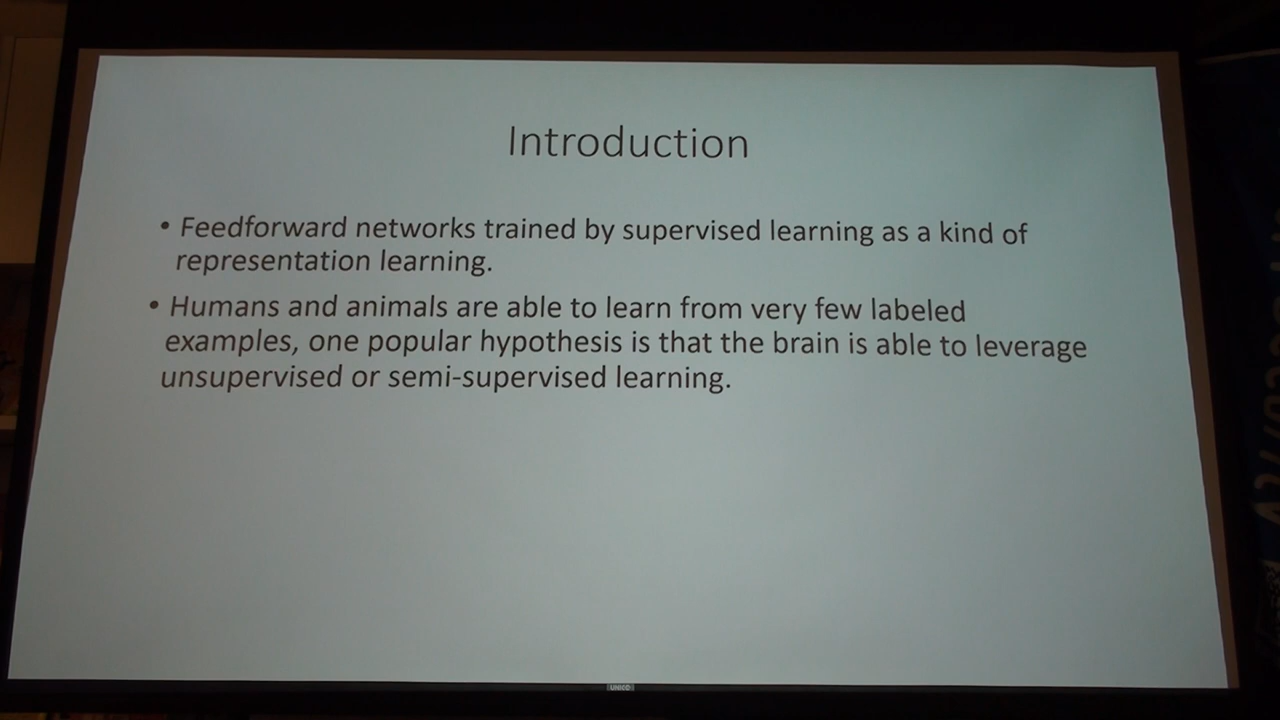 Introduction
• Feedforward networks trained by supervised learning as a kind of
representation learning.
• Humans and animals are able to learn from very few labeled
examples, one popular hypothesis is that the brain is able to leverage
unsupervised or semi-supervised learning.
UNICO